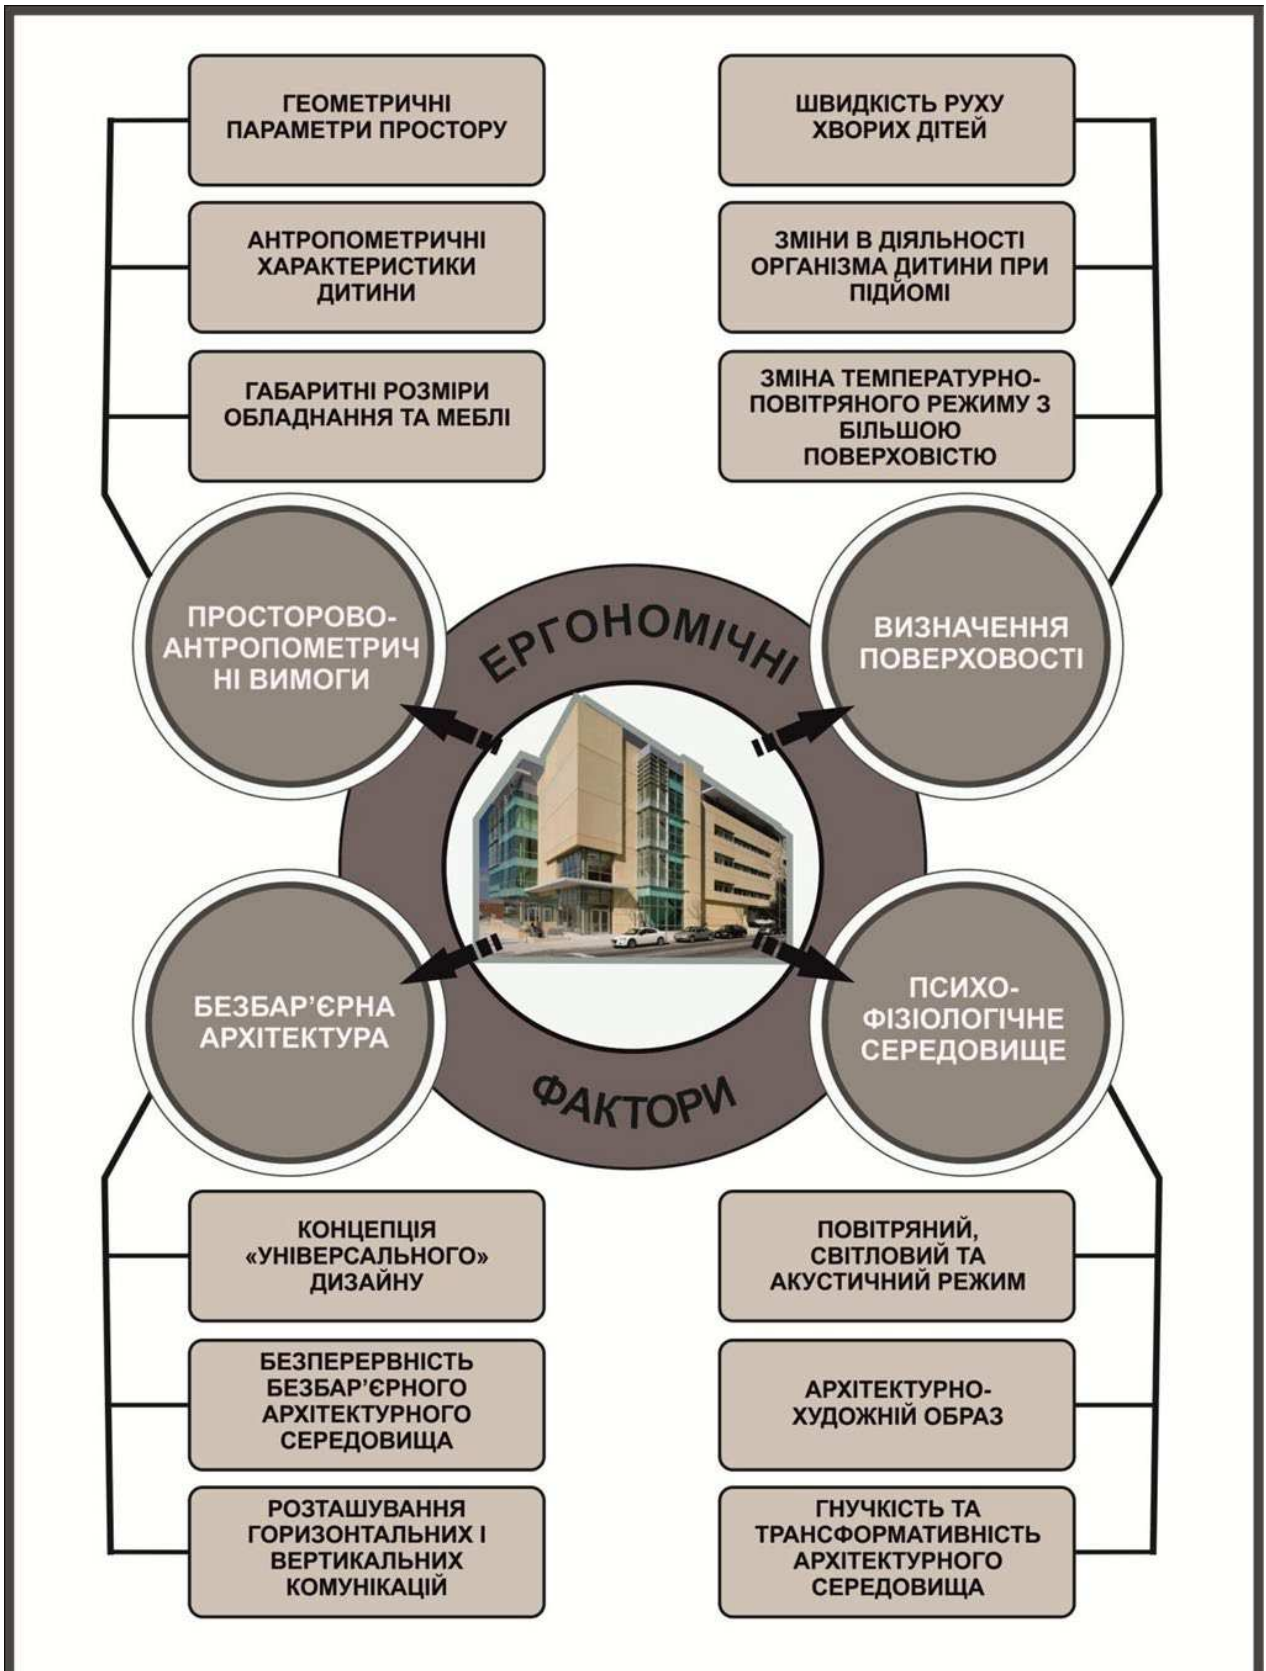 ГЕОМЕТРИЧНІ
ПАРАМЕТРИ ПРОСТОРУ
АНТРОПОМЕТРИЧНІ
ХАРАКТЕРИСТИКИ
ДИТИНИ
ГАБАРИТНІ РОЗМІРИ
ОБЛАДНАННЯ ТА МЕБЛІ
ШВИДКІСТЬ РУХУ
ХВОРИХ ДІТЕЙ
ЗМІНИ В ДІЯЛЬНОСТІ
ОРГАНІЗМА ДИТИНИ ПРИ
ПІДЙОМІ
ЗМІНА ТЕМПЕРАТУРНО-
ПОВІТРЯНОГО РЕЖИМУ З
БІЛЬШОЮ
ПОВЕРХОВІСТЮ
ПРОСТОРОВО-
АНТРОПОМЕТРИЧ
НІ ВИМОГИ
ЕРГОНОМІЧНІ
ВИЗНАЧЕННЯ
ПОВЕРХОВОСТІ
БЕЗБАР’ЄРНА
АРХІТЕКТУРА
ФАКТОРИ
ПСИХО-
ФІЗІОЛОГІЧНЕ
СЕРЕДОВИЩЕ
КОНЦЕПЦІЯ
«УНІВЕРСАЛЬНОГО»
ДИЗАЙНУ
БЕЗПЕРЕРВНІСТЬ
БЕЗБАР’ЄРНОГО
АРХІТЕКТУРНОГО
СЕРЕДОВИЩА
РОЗТАШУВАННЯ
ГОРИЗОНТАЛЬНИХ І
ВЕРТИКАЛЬНИХ
КОМУНІКАЦІЙ
ПОВІТРЯНИЙ,
СВІТЛОВИЙ ТА
АКУСТИЧНИЙ РЕЖИМ
АРХІТЕКТУРНО-
ХУДОЖНІЙ ОБРАЗ
ГНУЧКІСТЬ ТА
ТРАНСФОРМАТИВНІСТЬ
АРХІТЕКТУРНОГО
СЕРЕДОВИЩА